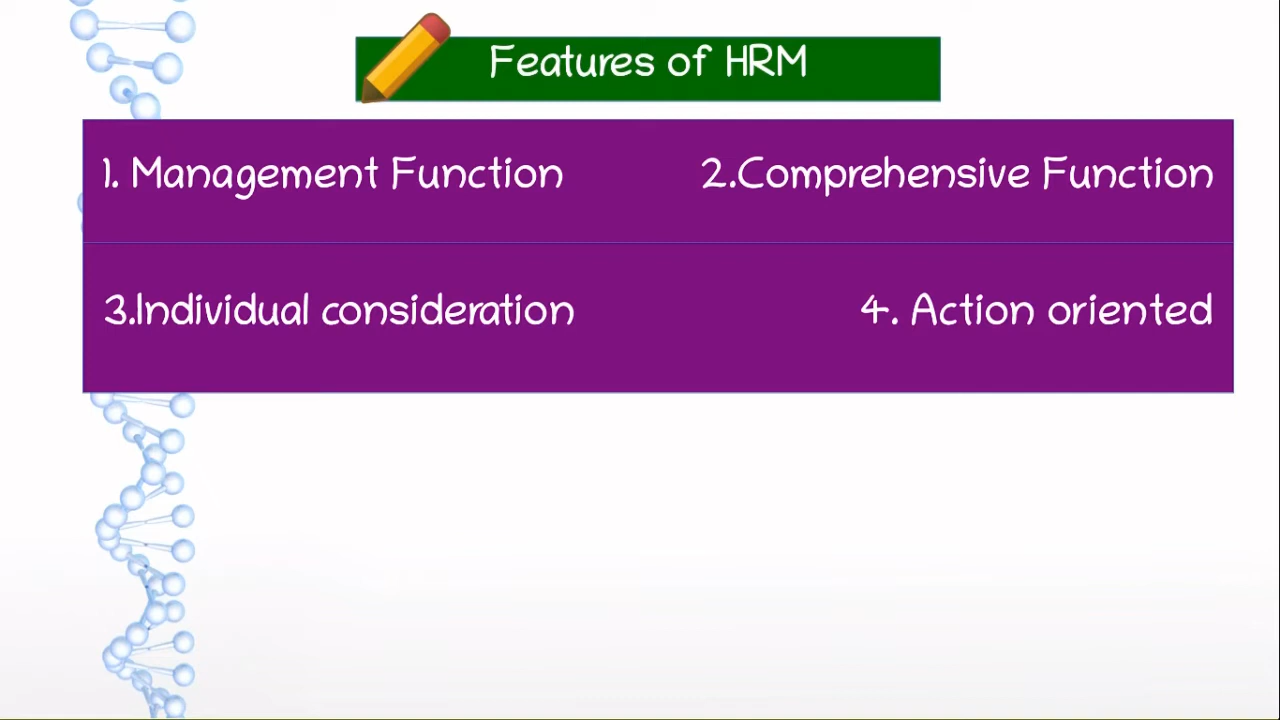 Features of HRM
1. Management Function 2.Comprehensive Function
3.Individual consideration 4. Action oriented